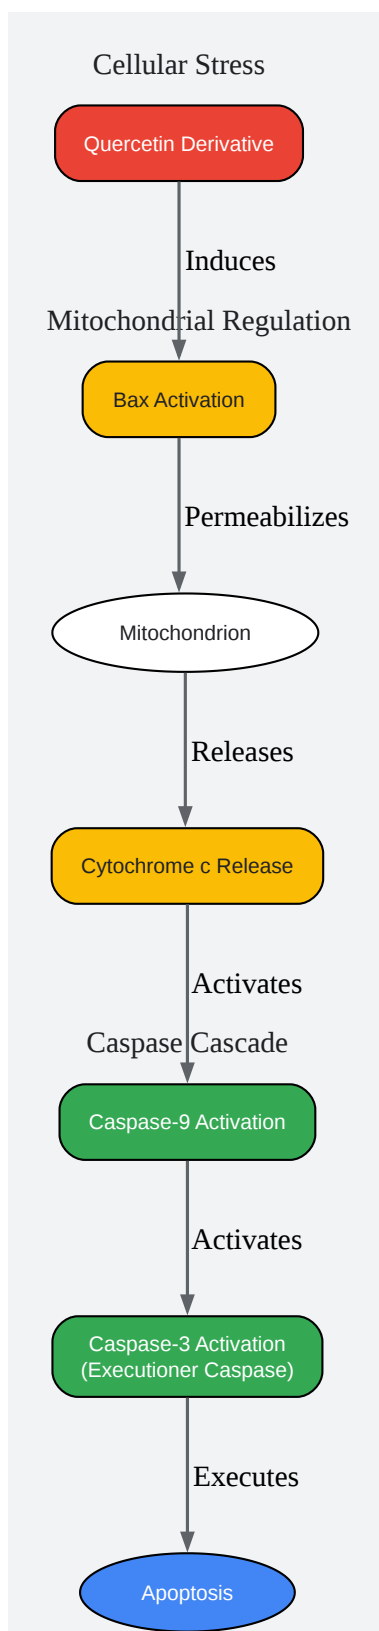 Cellular Stress
Quercetin Derivative
Induces
Mitochondrial Regulation
Bax Activation
Permeabilizes
Mitochondrion
Releases
Cytochrome c Release
Activates
Caspase Cascade
Caspase-9 Activation
Activates
Caspase-3 Activation
(Executioner Caspase)
Executes
Apoptosis